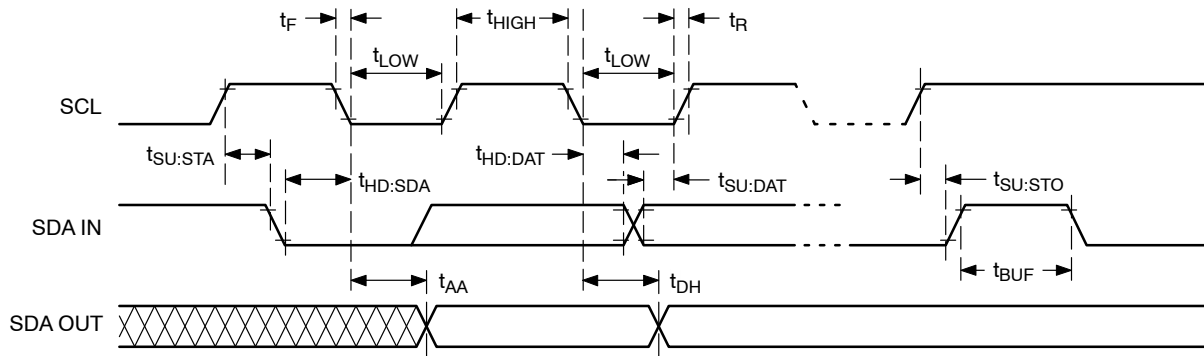 tF tHIGH tR
tLOW tLOW
SCL
tSU:STA tHD:SDA tHD:DAT tSU:DAT tSU:STO
SDA IN
tAA tDH tBUF
SDA OUT